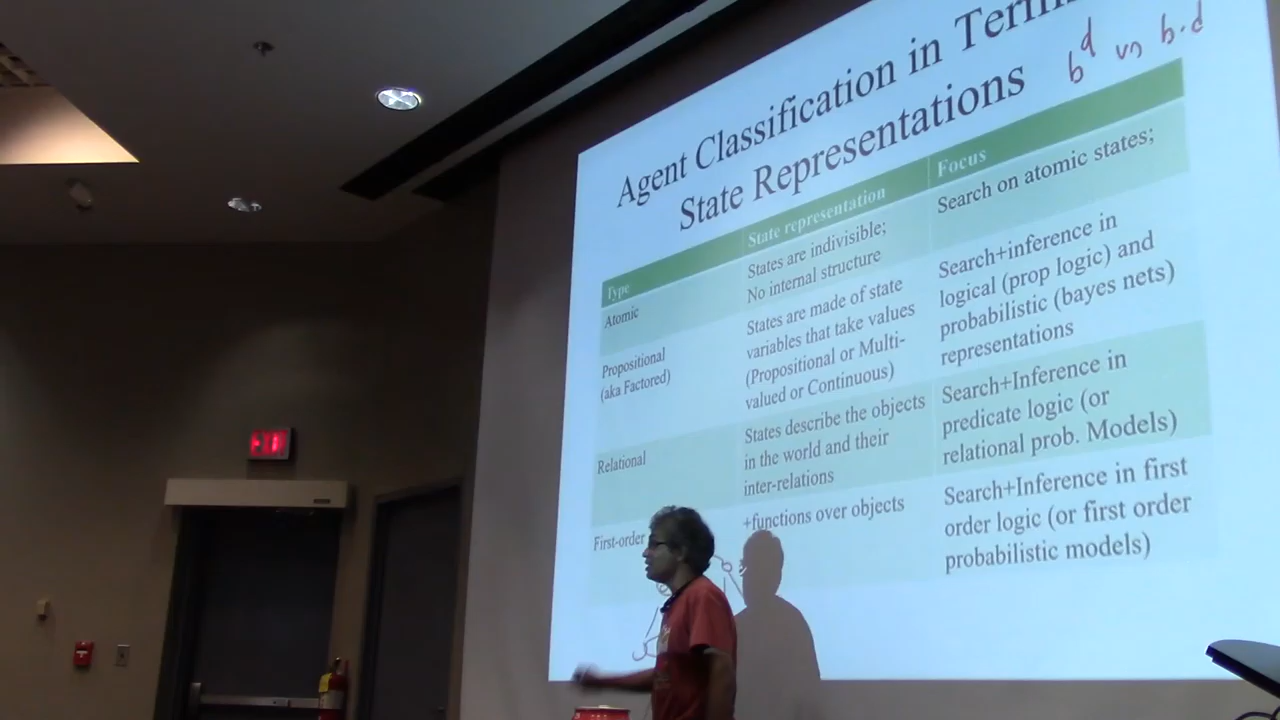 Agent Classification in Term
State Representations
b^d vs b·d
Type
State representation
Focus
Atomic
States are indivisible;
No internal structure
Search on atomic states;
Propositional
(aka Factored)
States are made of state
variables that take values
(Propositional or Multi-
valued or Continuous)
Search+inference in
logical (prop logic) and
probabilistic (bayes nets)
representations
Relational
States describe the objects
in the world and their
inter-relations
Search+Inference in
predicate logic (or
relational prob. Models)
First-order
+functions over objects
Search+Inference in first
order logic (or first order
probabilistic models)